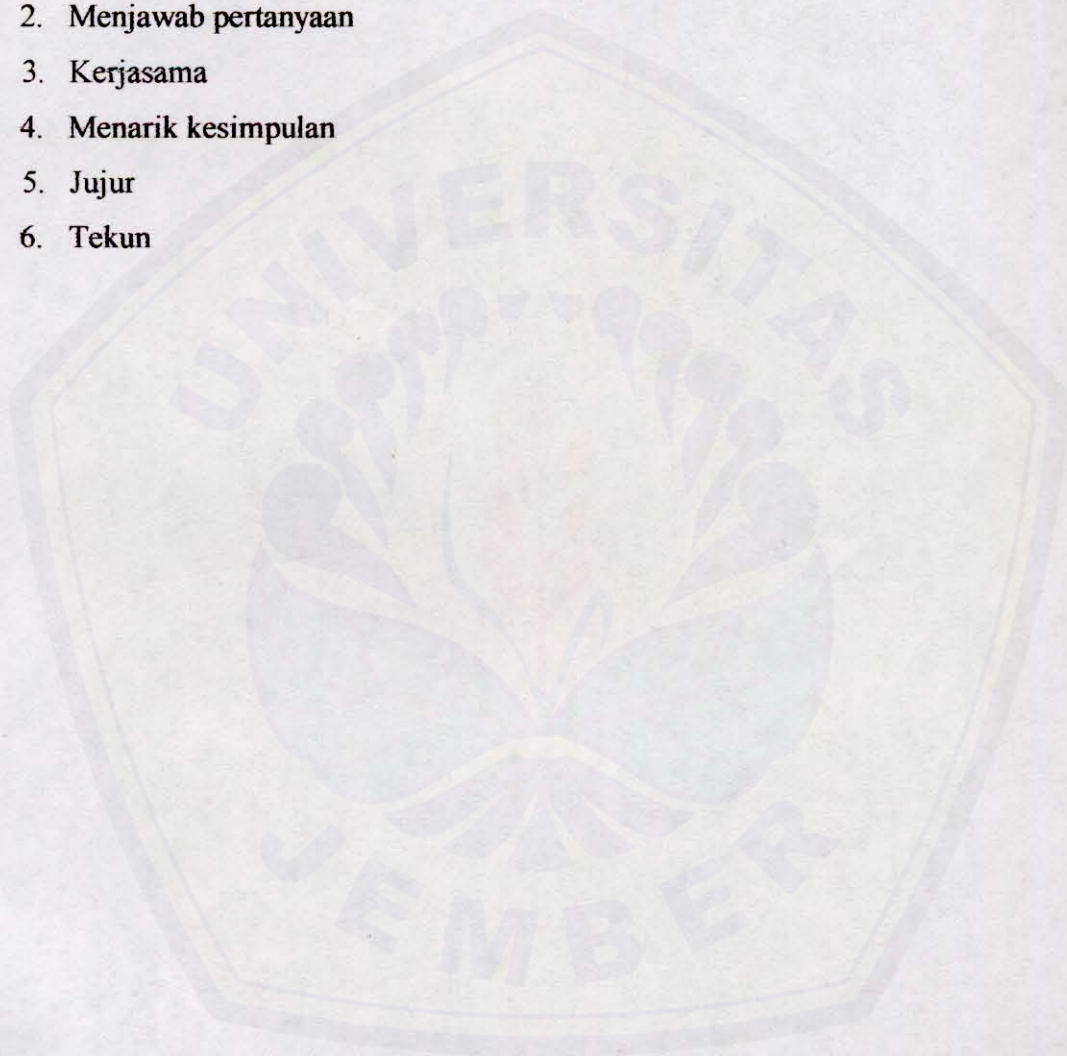 2. Menjawab pertanyaan
3. Kerjasama
4. Menarik kesimpulan
5. Jujur
6. Tekun
UNIVERSITAS
JEMBER